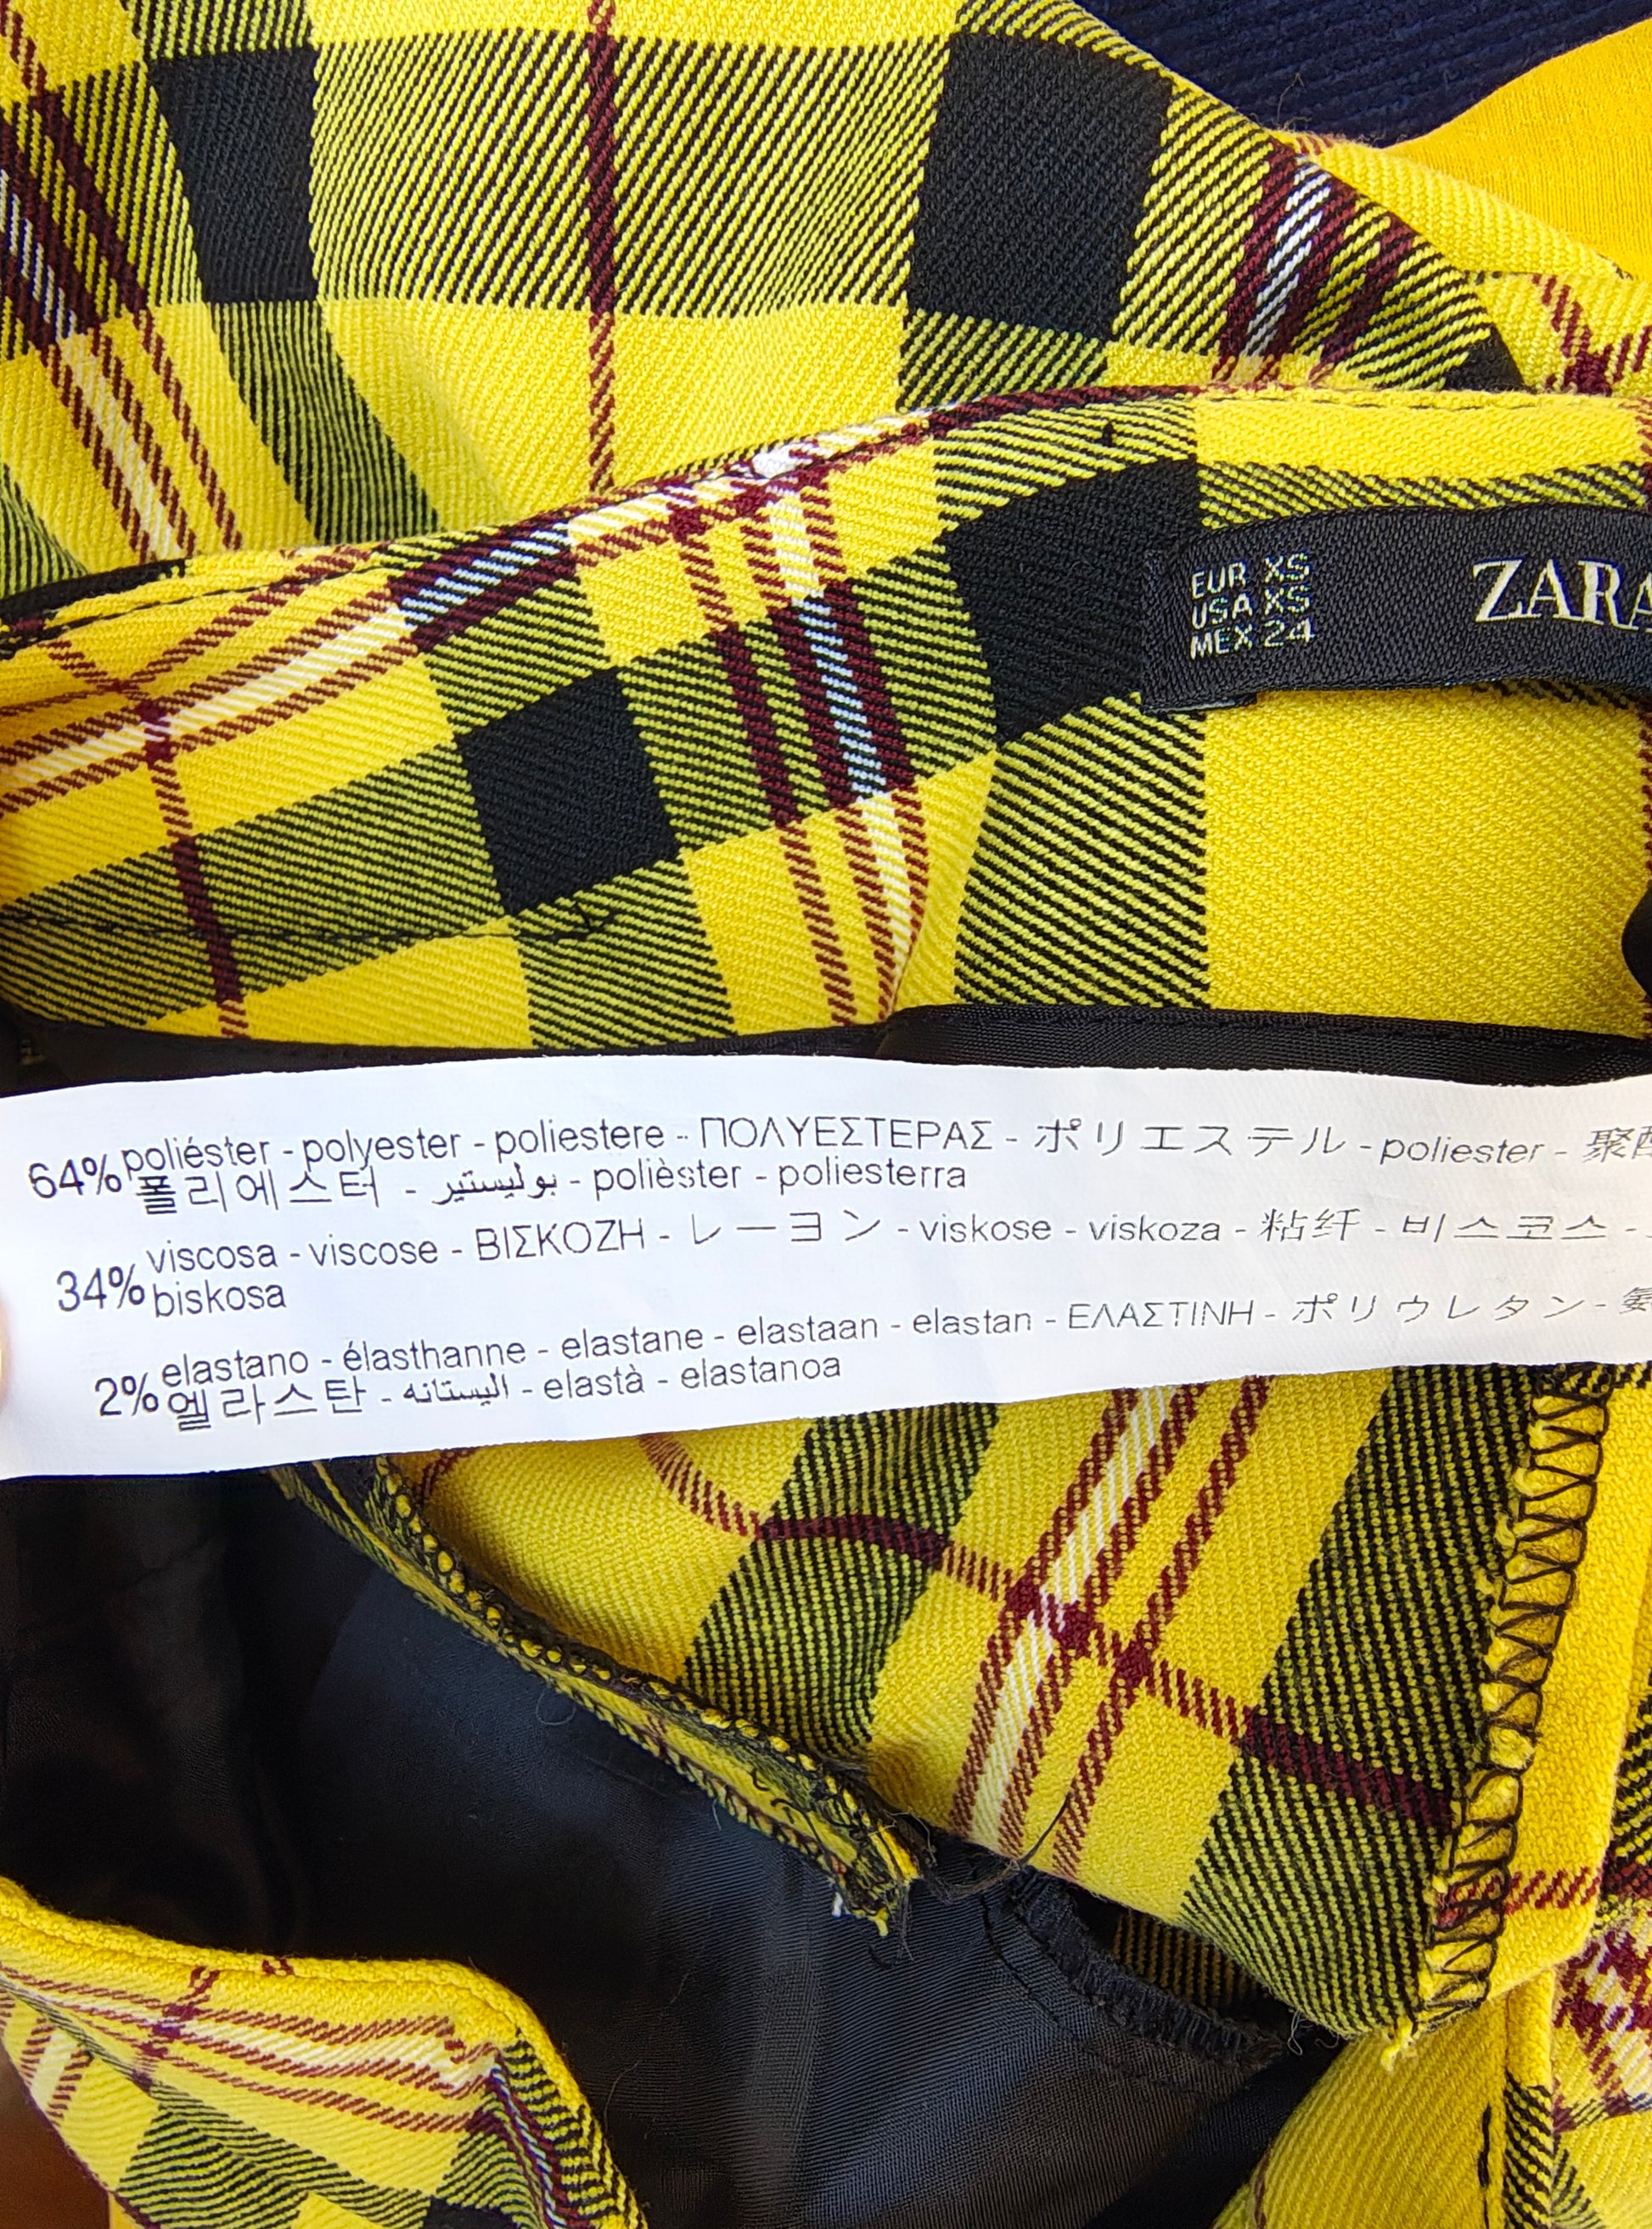 EUR XS
USA XS
MEX 24
ZARA
64% poliéster - polyester - poliestere - ΠΟΛΥΕΣΤΕΡΑΣ - ポリエステル - poliester - 聚
폴리에스터 - بوليستير - polièster - poliesterra
34% viscosa - viscose - ΒΙΣΚΟΖΗ - レーヨン - viskose - viskoza - 粘纤 - 비스코스 -
biskosa
2% elastano - élasthanne - elastane - elastaan - elastan - ΕΛΑΣΤΙΝΗ - ポリウレタン -
엘라스탄 - اليستانه - elastà - elastanoa